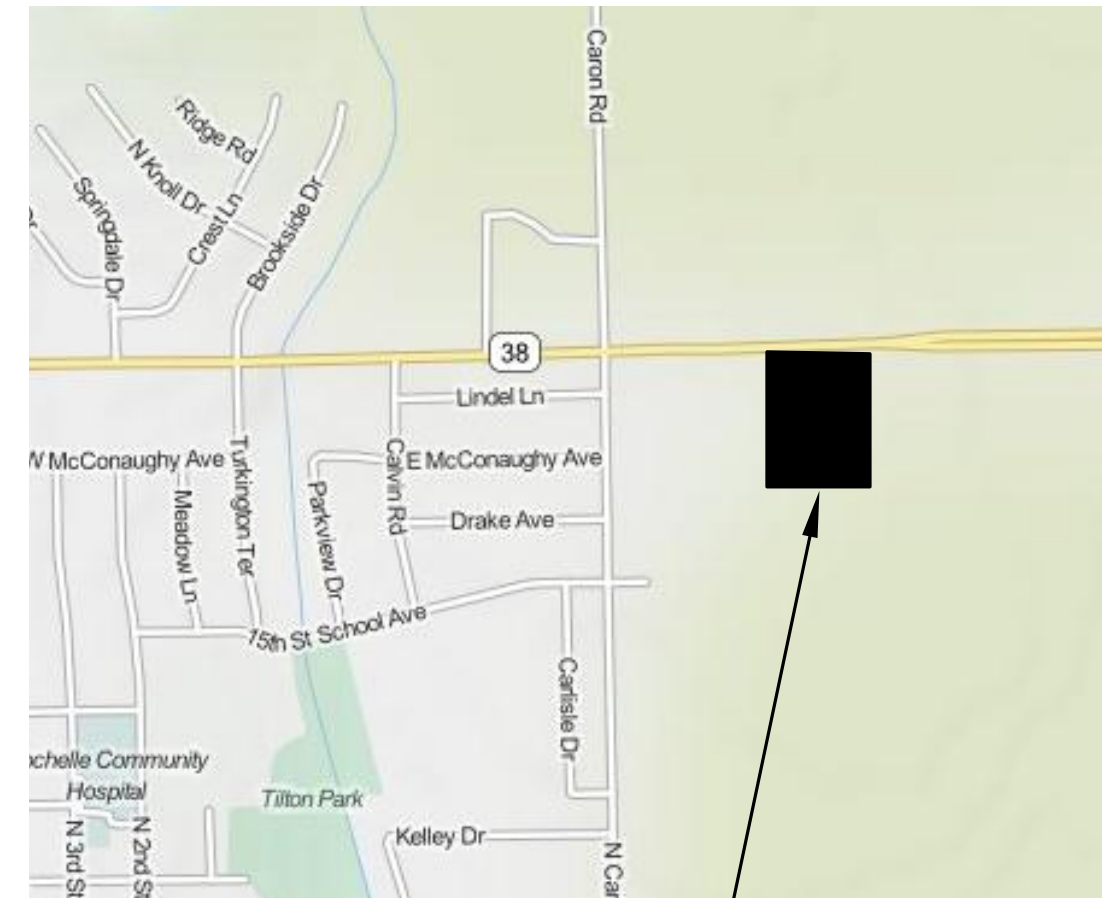 Caron Rd
Ridge Rd
N Knoll Dr
Springdale Dr
Crest Ln
Brookside Dr
Dr
38
Lindel Ln
W McConaughy Ave
E McConaughy Ave
Turkington Ter
Calvin Rd
Meadow Ln
Parkview Dr
Drake Ave
15th St School Ave
Carlisle Dr
ochelle Community
Hospital
Tilton Park
Kelley Dr
N 3rd St
N 2nd St
N Car